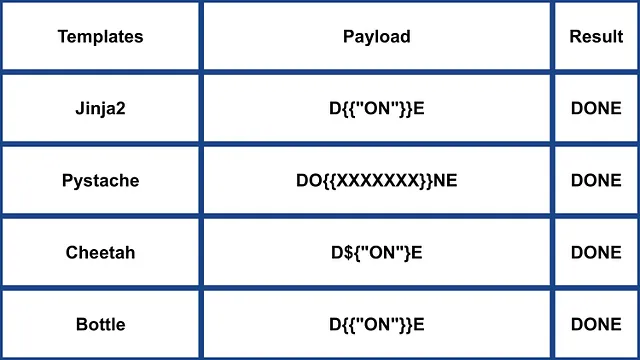 Templates Payload Result
Jinja2 D{{"ON"}}E DONE
Pystache DO{{XXXXXXX}}NE DONE
Cheetah D${"ON"}E DONE
Bottle D{{"ON"}}E DONE